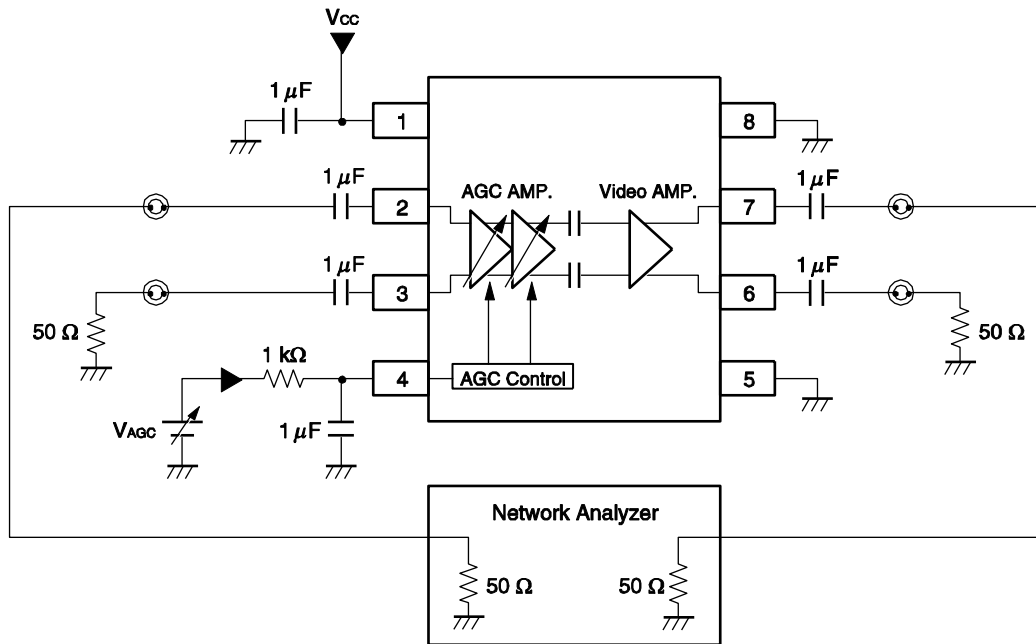 VCC
1 µF
1
8
1 µF
AGC AMP.
Video AMP.
1 µF
2
7
1 µF
1 µF
3
6
50 Ω
50 Ω
1 kΩ
4
AGC Control
5
VAGC
1 µF
Network Analyzer
50 Ω
50 Ω